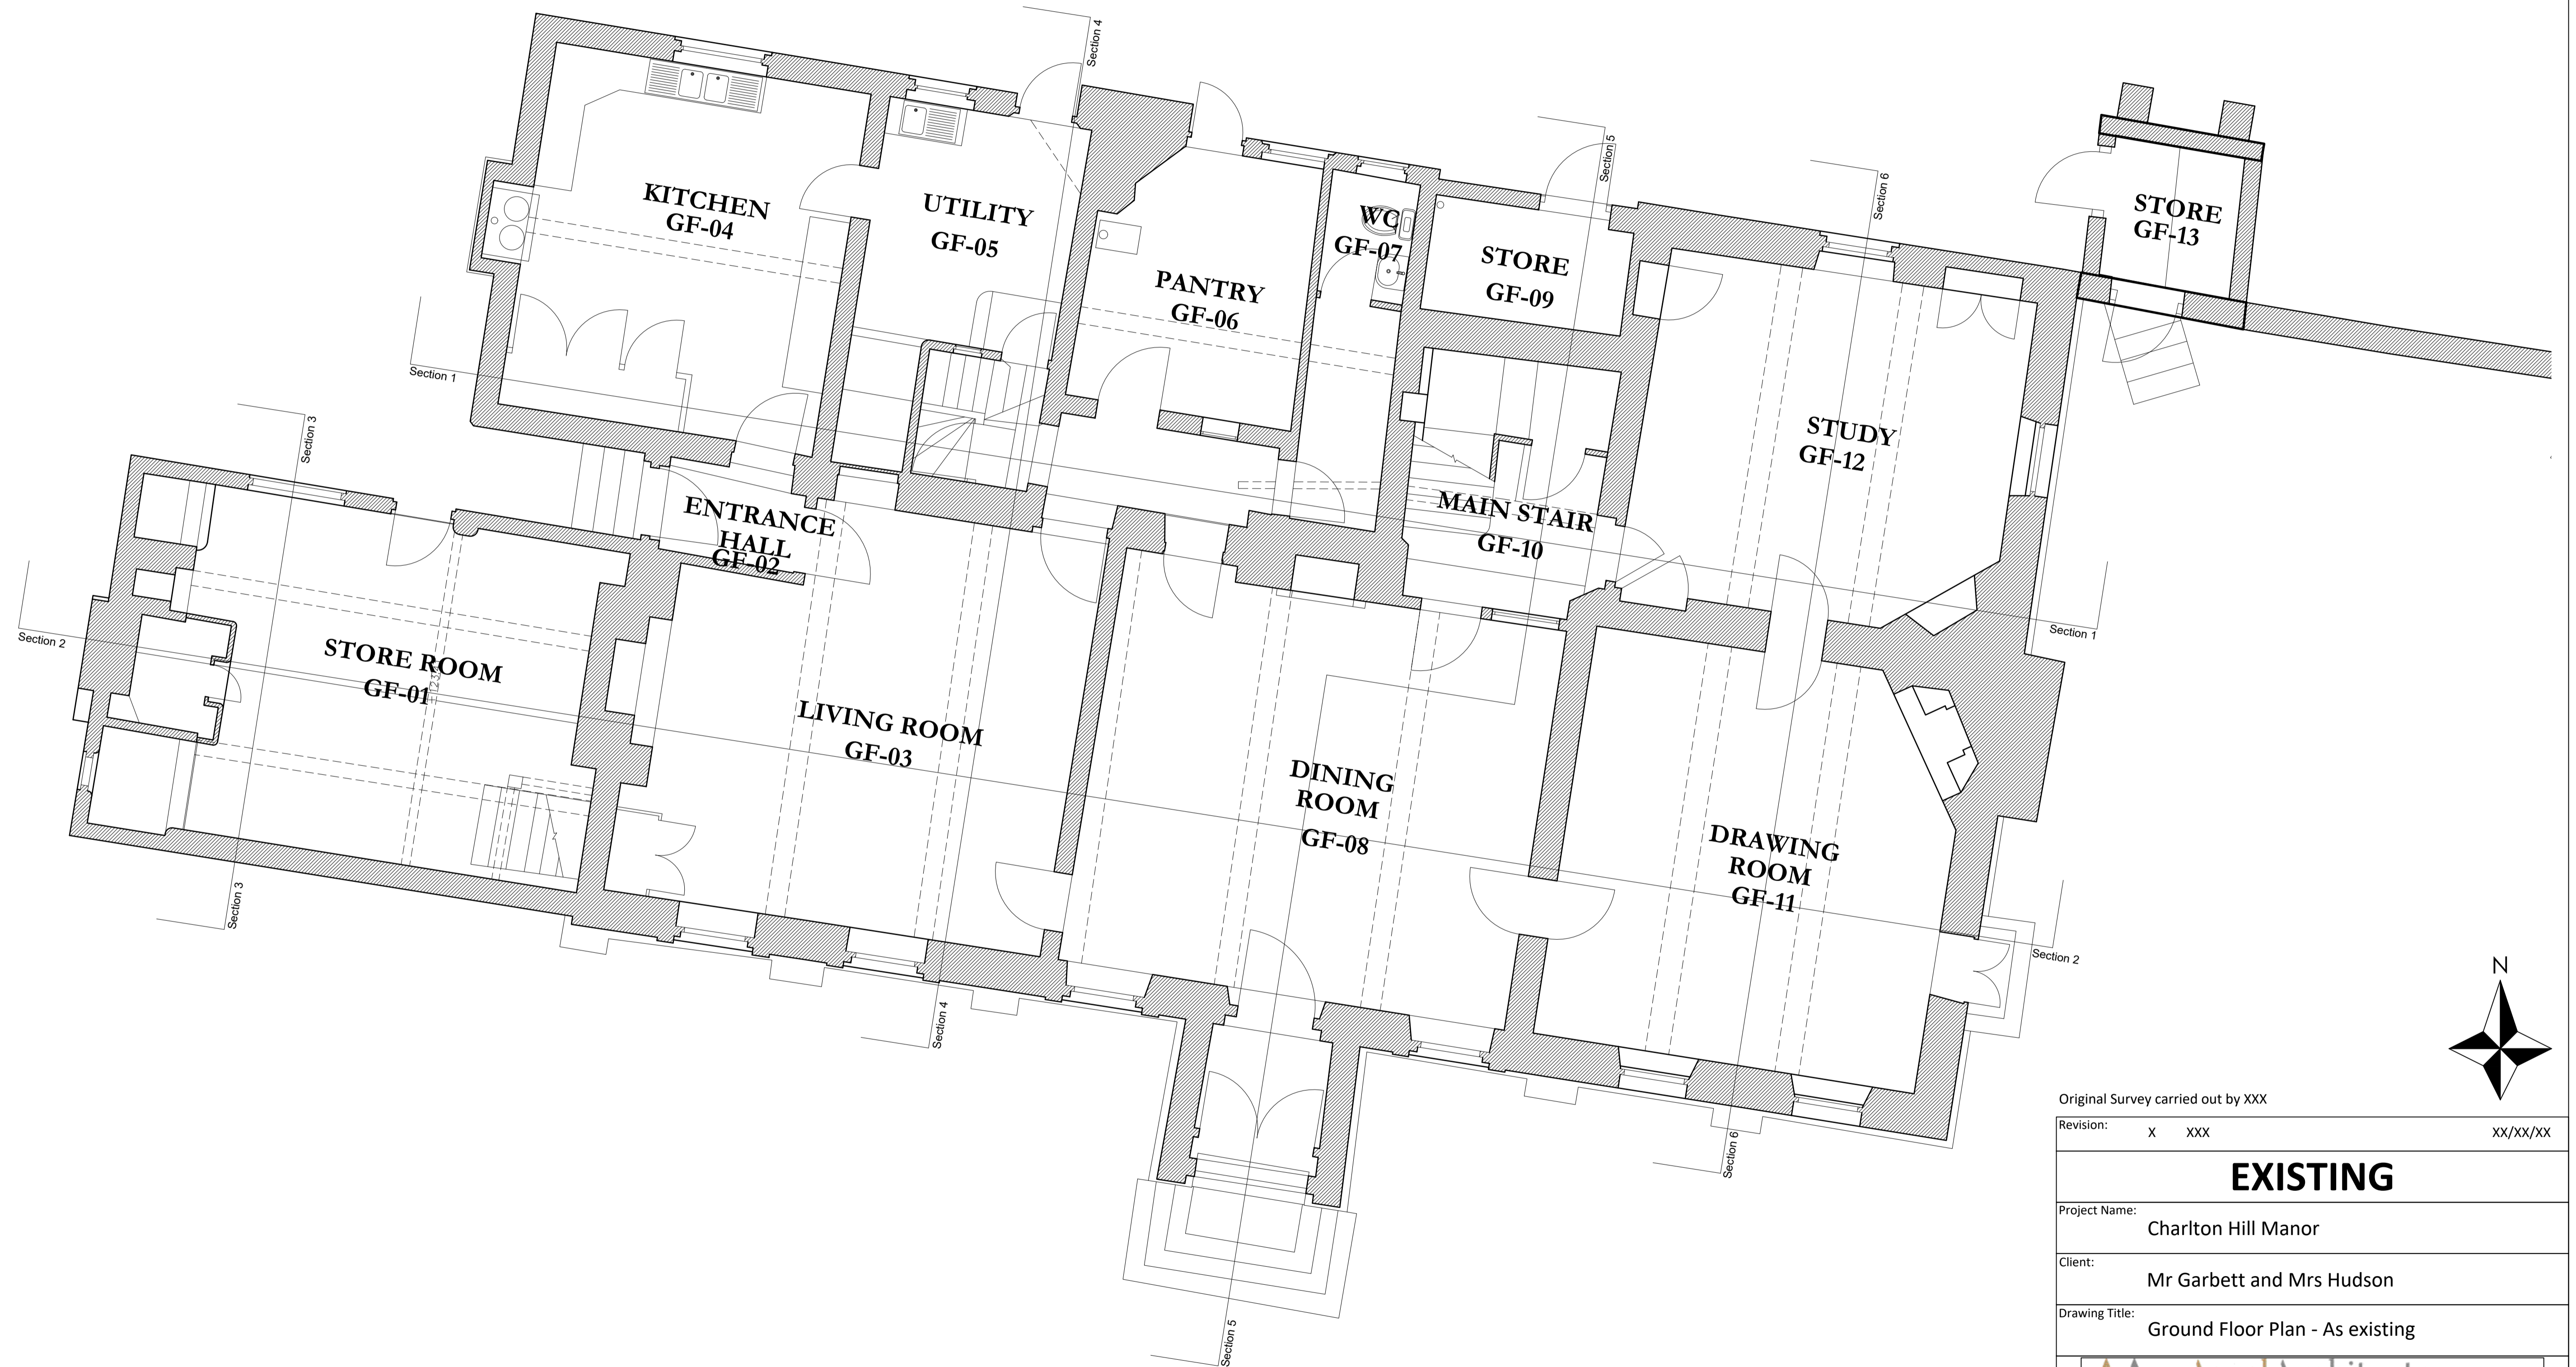 Section 4
KITCHEN
GF-04
UTILITY
GF-05
PANTRY
GF-06
WC
GF-07
Section 5
STORE
GF-09
Section 6
STORE
GF-13
Section 1
Section 3
ENTRANCE
HALL
GF-02
MAIN STAIR
GF-10
STUDY
GF-12
Section 1
Section 2
STORE ROOM
GF-01
LIVING ROOM
GF-03
DINING
ROOM
GF-08
DRAWING
ROOM
GF-11
Section 3
Section 4
Section 2
Section 6
Section 5
N
Original Survey carried out by XXX
Revision: X XXX XX/XX/XX
EXISTING
Project Name:
Charlton Hill Manor
Client:
Mr Garbett and Mrs Hudson
Drawing Title:
Ground Floor Plan - As existing